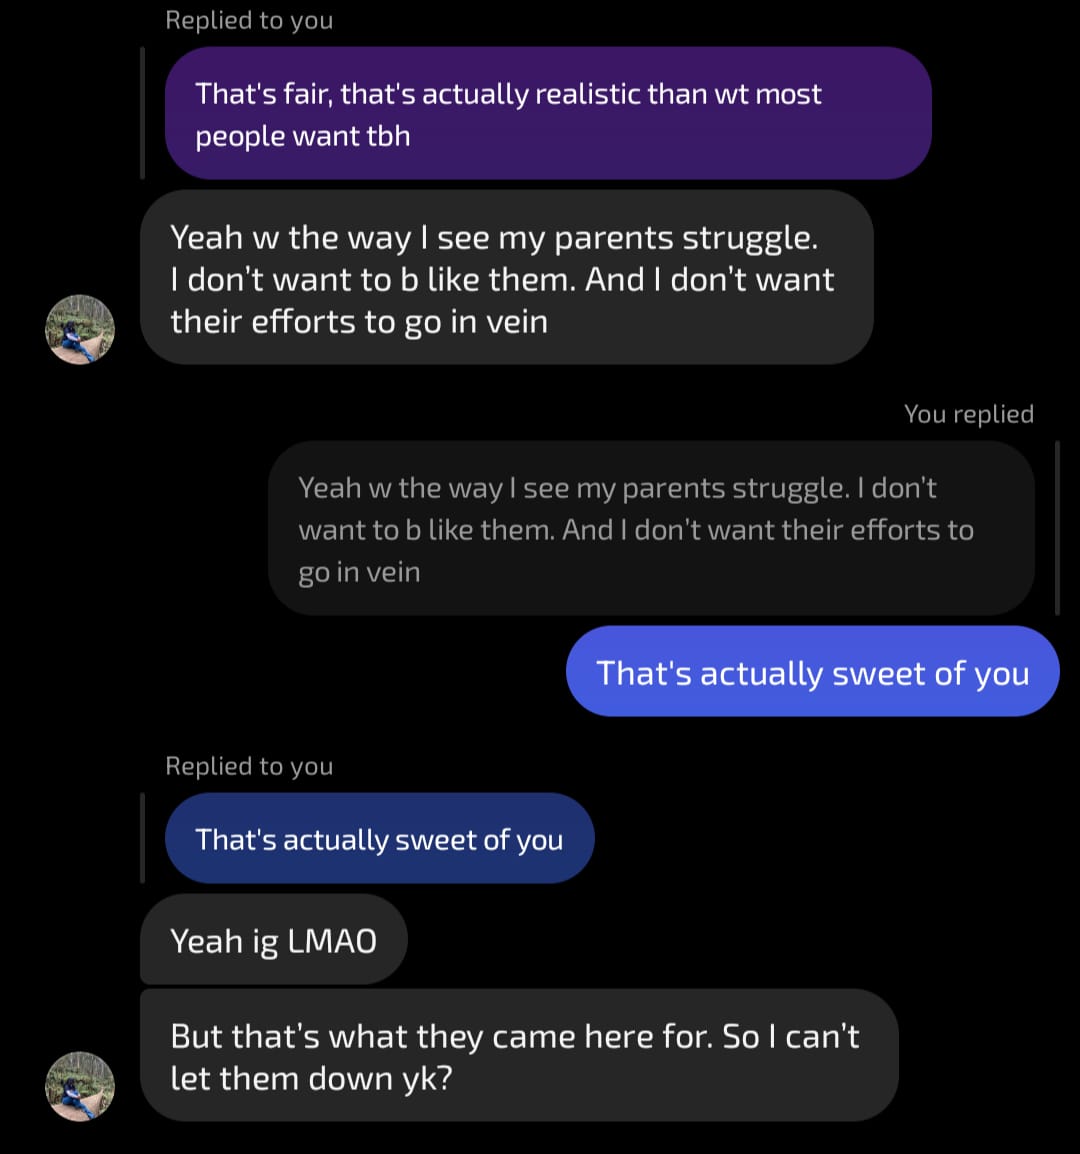 Replied to you
That's fair, that's actually realistic than wt most
people want tbh
Yeah w the way I see my parents struggle.
I don't want to b like them. And I don't want
their efforts to go in vein
You replied
Yeah w the way I see my parents struggle. I don't
want to b like them. And I don't want their efforts to
go in vein
That's actually sweet of you
Replied to you
That's actually sweet of you
Yeah ig LMAO
But that's what they came here for. So I can't
let them down yk?